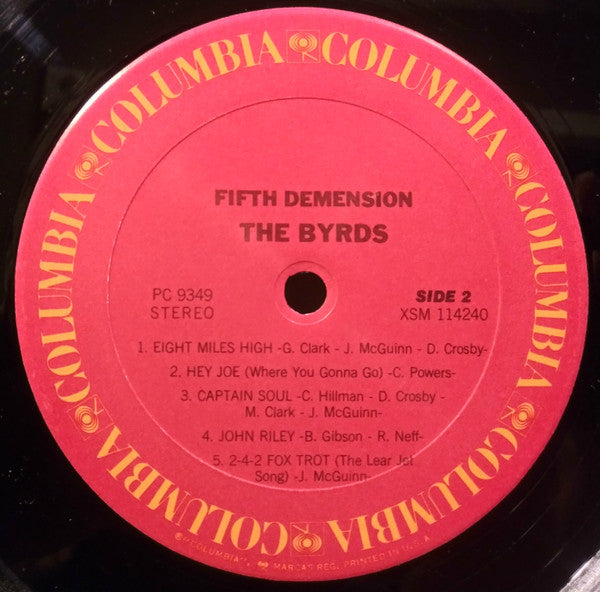 COLUMBIA COLUMBIA COLUMBIA COLUMBIA COLUMBIA COLUMBIA
FIFTH DEMENSION
THE BYRDS
PC 9349
STEREO
SIDE 2
XSM 114240
1. EIGHT MILES HIGH -G. Clark - J. McGuinn - D. Crosby-
2. HEY JOE (Where You Gonna Go) -C. Powers-
3. CAPTAIN SOUL -C. Hillman - D. Crosby -
M. Clark - J. McGuinn-
4. JOHN RILEY -B. Gibson - R. Neff-
5. 2-4-2 FOX TROT (The Lear Jet
Song) -J. McGuinn-
℗"COLUMBIA", MARCAS REG. PRINTED IN U.S.A.